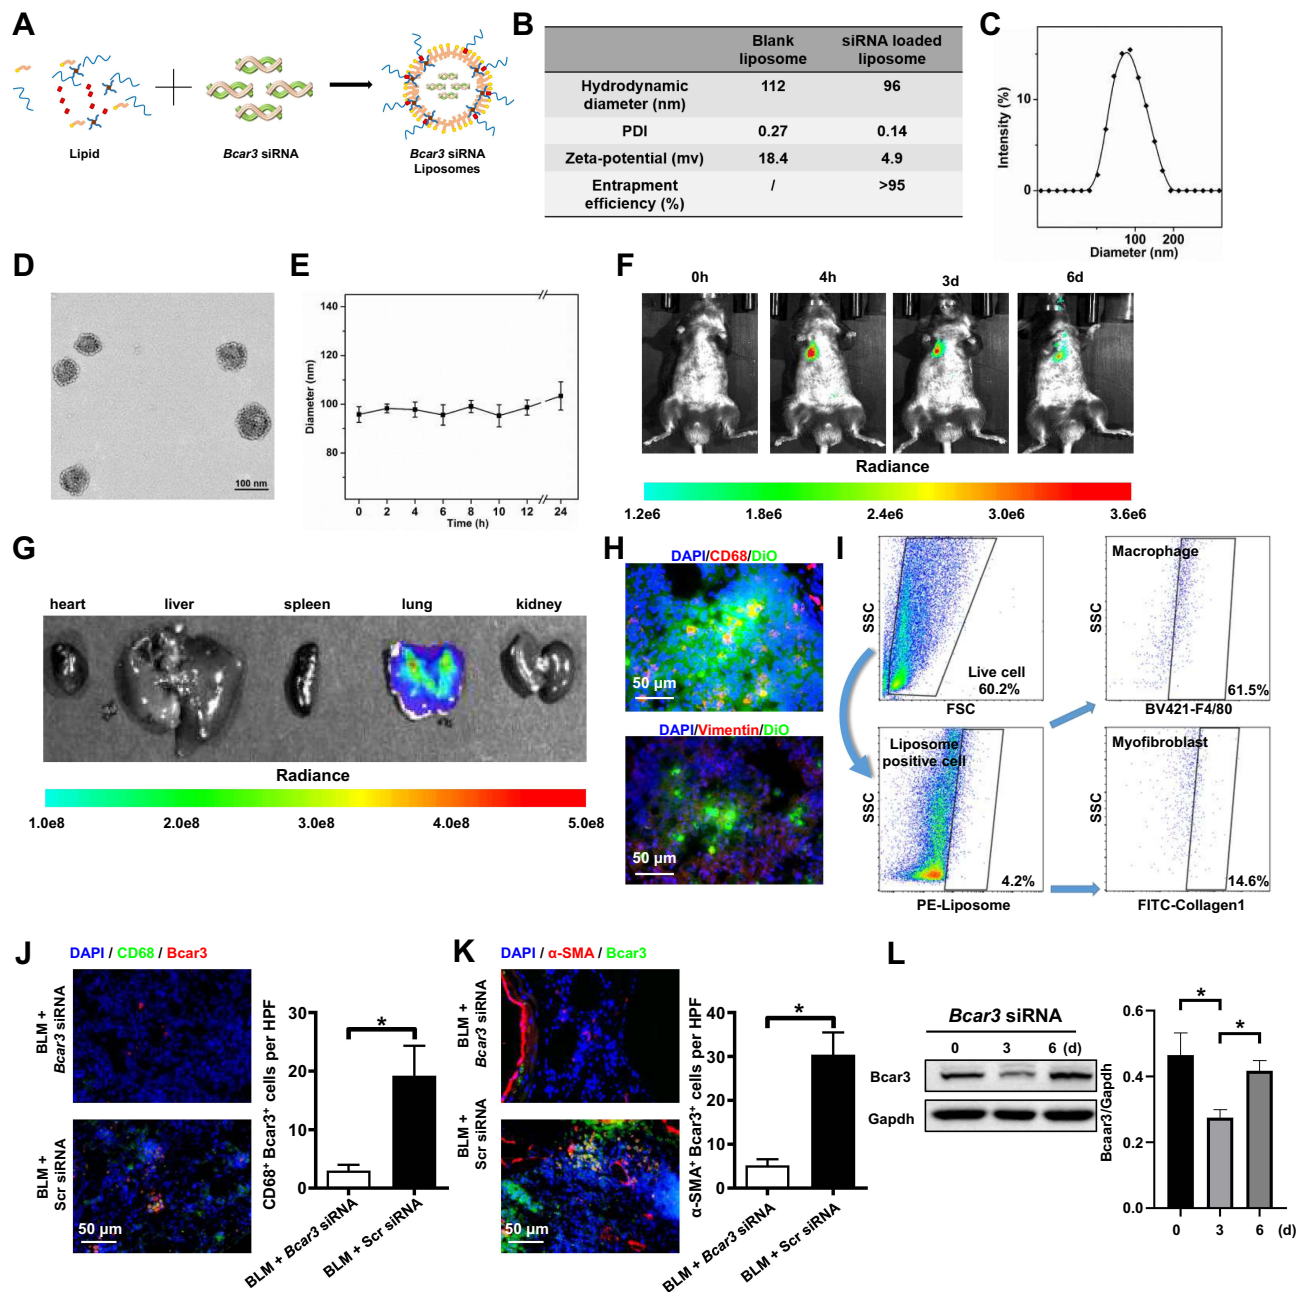 A
Lipid
Bcar3 siRNA
Bcar3 siRNA
Liposomes
B
Blank
liposome
siRNA loaded
liposome
Hydrodynamic
diameter (nm)
112
96
PDI
0.27
0.14
Zeta-potential (mv)
18.4
4.9
Entrapment
efficiency (%)
/
>95
C
Intensity (%)
10
0
100
200
Diameter (nm)
D
100 nm
E
Diameter (nm)
140
120
100
80
0
2
4
6
8
10
12
24
Time (h)
F
0h
4h
3d
6d
Radiance
1.2e6
1.8e6
2.4e6
3.0e6
3.6e6
G
heart
liver
spleen
lung
kidney
Radiance
1.0e8
2.0e8
3.0e8
4.0e8
5.0e8
H
DAPI/CD68/DiO
50 µm
DAPI/Vimentin/DiO
50 µm
I
SSC
Live cell
60.2%
FSC
SSC
Macrophage
61.5%
BV421-F4/80
SSC
Liposome
positive cell
4.2%
PE-Liposome
SSC
Myofibroblast
14.6%
FITC-Collagen1
J
DAPI / CD68 / Bcar3
BLM +
Bcar3 siRNA
BLM +
Scr siRNA
50 µm
CD68+ Bcar3+ cells per HPF
30
20
10
0
*
BLM + Bcar3 siRNA
BLM + Scr siRNA
K
DAPI / α-SMA / Bcar3
BLM +
Bcar3 siRNA
BLM +
Scr siRNA
50 µm
α-SMA+ Bcar3+ cells per HPF
40
30
20
10
0
*
BLM + Bcar3 siRNA
BLM + Scr siRNA
L
Bcar3 siRNA
0
3
6 (d)
Bcar3
Gapdh
Bcaar3/Gapdh
0.6
0.4
0.2
0.0
*
*
0
3
6
(d)